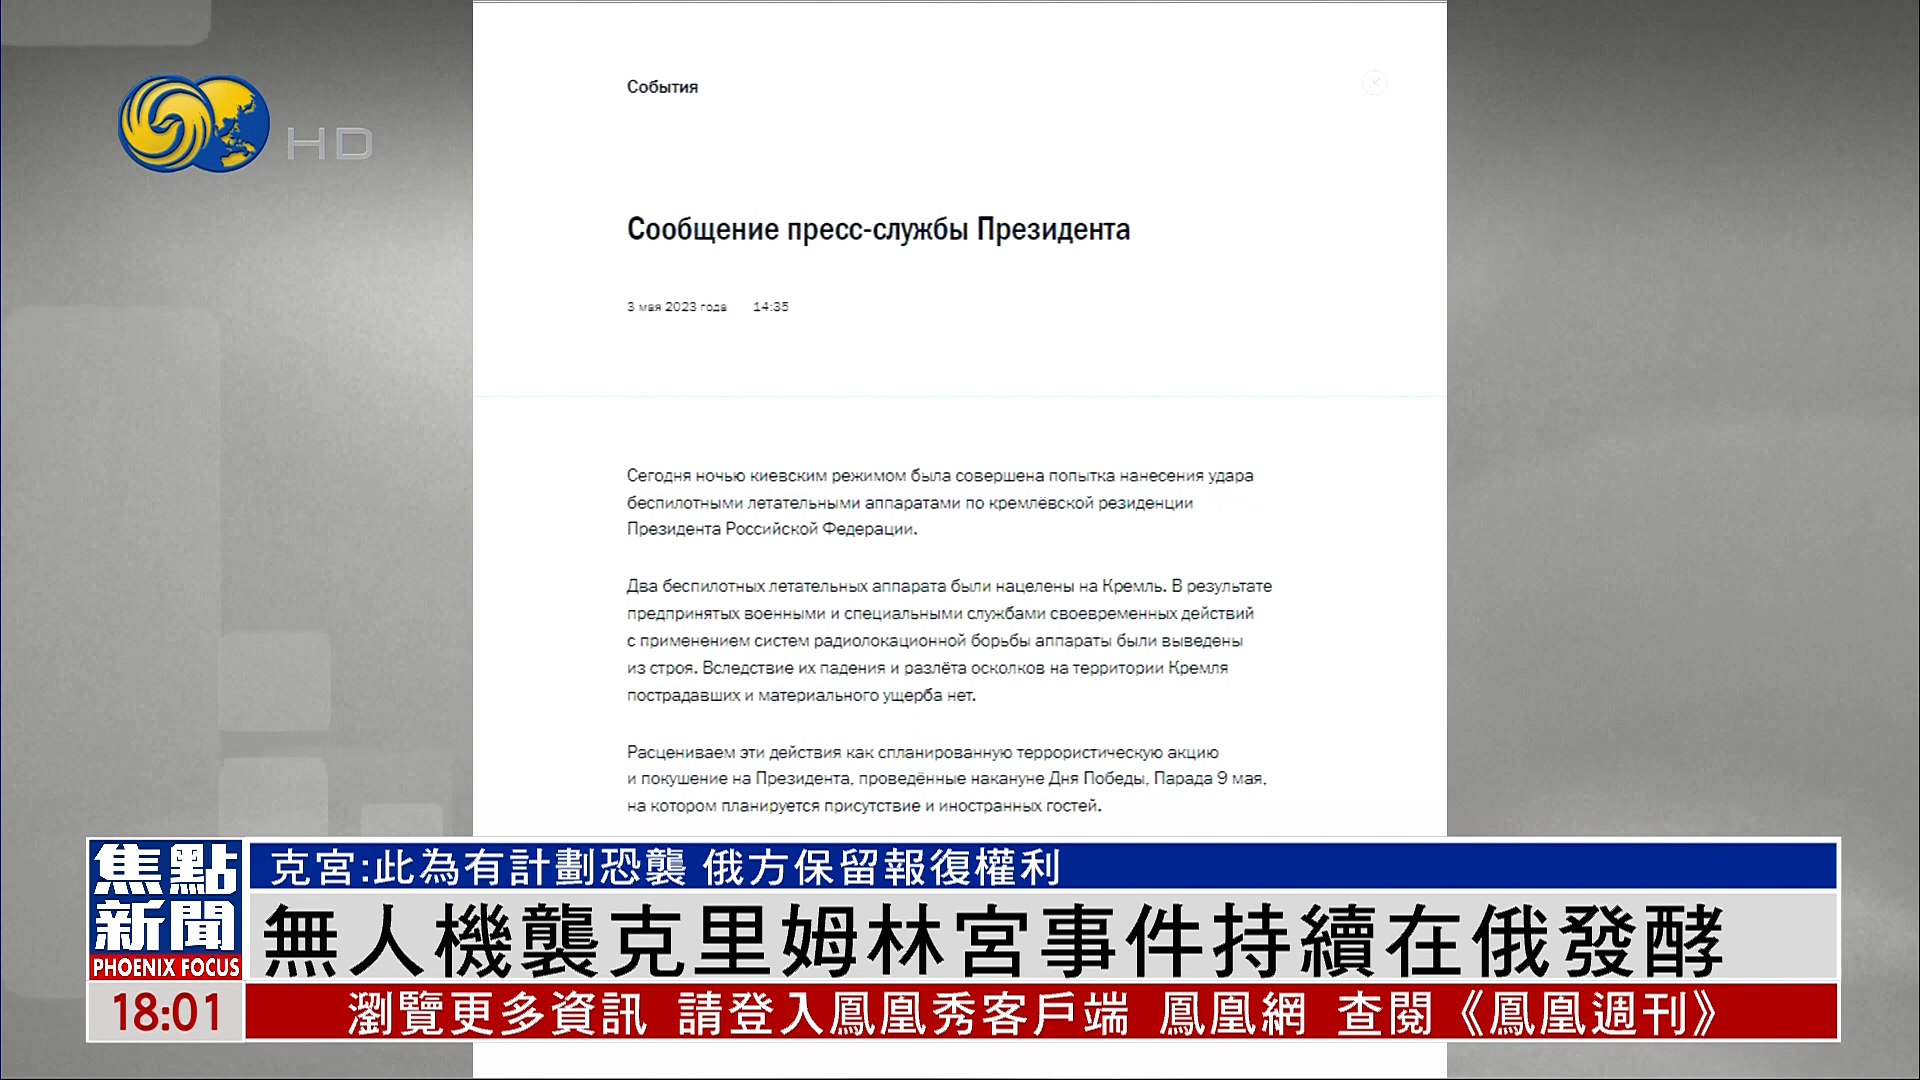 HD
События
Сообщение пресс-службы Президента
3 мая 2023 года 14:35
Сегодня ночью киевским режимом была совершена попытка нанесения удара
беспилотными летательными аппаратами по кремлёвской резиденции
Президента Российской Федерации.
Два беспилотных летательных аппарата были нацелены на Кремль. В результате
предпринятых военными и специальными службами своевременных действий
с применением систем радиолокационной борьбы аппараты были выведены
из строя. Вследствие их падения и разлёта осколков на территории Кремля
пострадавших и материального ущерба нет.
Расцениваем эти действия как спланированную террористическую акцию
и покушение на Президента, проведённые накануне Дня Победы, Парада 9 мая,
на котором планируется присутствие и иностранных гостей.
焦點
新聞
PHOENIX FOCUS
克宮:此為有計劃恐襲 俄方保留報復權利
無人機襲克里姆林宮事件持續在俄發酵
18:01
瀏覽更多資訊 請登入鳳凰秀客戶端 鳳凰網 查閱《鳳凰週刊》